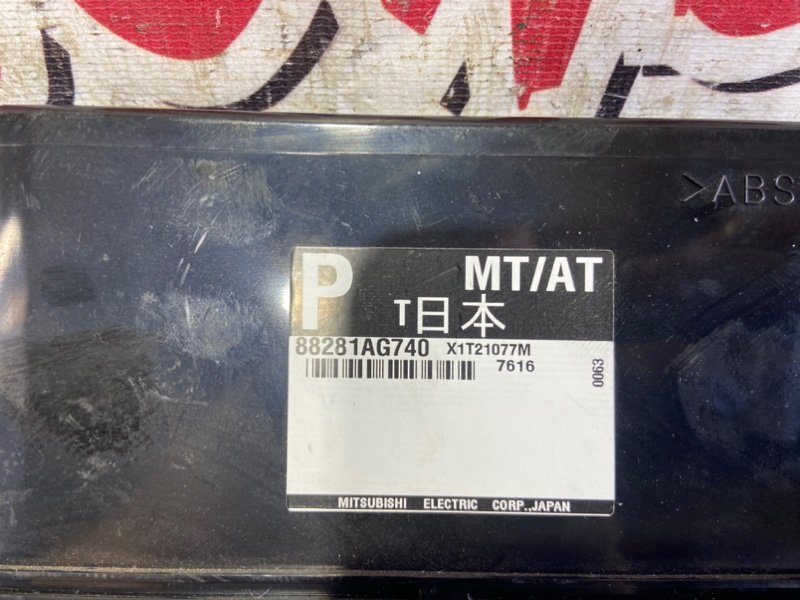 >ABS
P MT/AT
T日本
88281AG740 X1T21077M
7616
0063
MITSUBISHI ELECTRIC CORP.,JAPAN